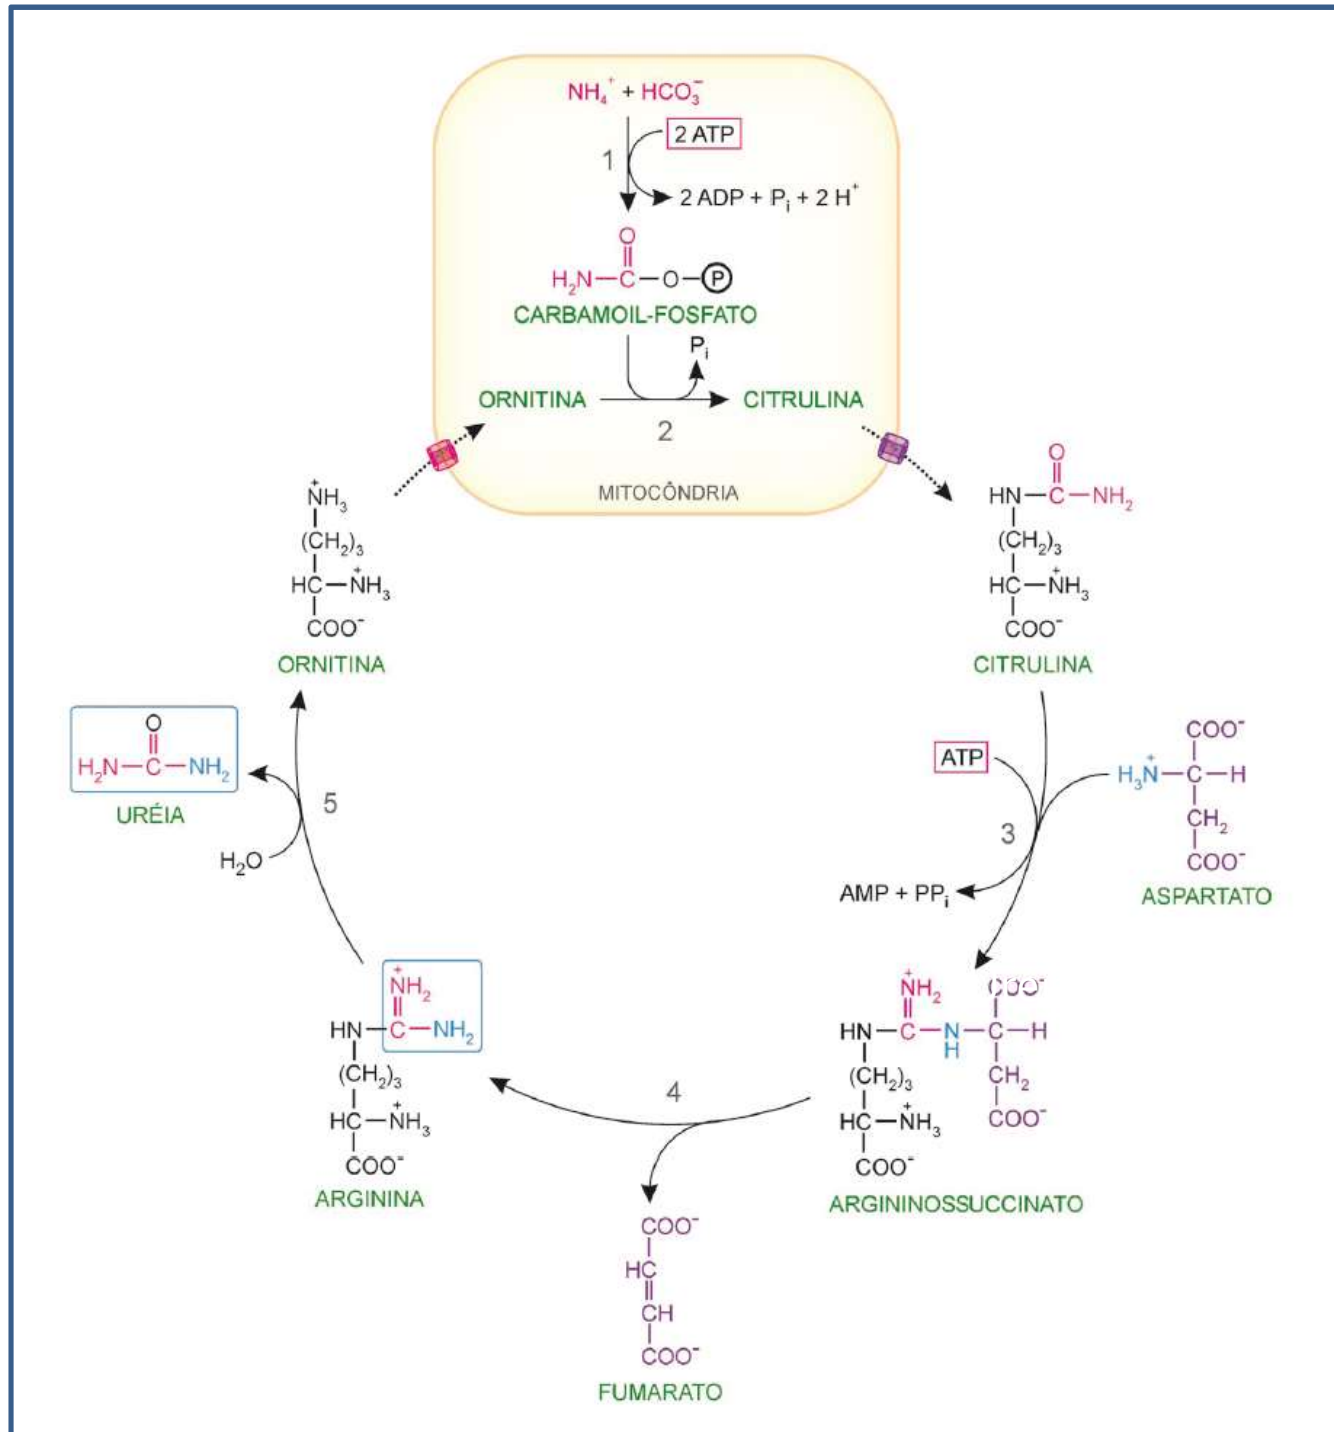 NH₄⁺ + HCO₃⁻
2 ATP
1
2 ADP + Pᵢ + 2 H⁺
O
H₂N—C—O—P
CARBAMOIL-FOSFATO
Pᵢ
ORNITINA
CITRULINA
2
MITOCÔNDRIA
⁺NH₃
(CH₂)₃
HC—⁺NH₃
COO⁻
ORNITINA
O
HN—C—NH₂
(CH₂)₃
HC—⁺NH₃
COO⁻
CITRULINA
O
H₂N—C—NH₂
URÉIA
5
H₂O
ATP
3
AMP + PPᵢ
COO⁻
H₃N⁺—C—H
CH₂
COO⁻
ASPARTATO
⁺NH₂
HN—C—NH₂
(CH₂)₃
HC—⁺NH₃
COO⁻
ARGININA
4
⁺NH₂ COO⁻
HN—C—N—C—H
H
(CH₂)₃ CH₂
HC—⁺NH₃ COO⁻
COO⁻
ARGININOSSUCCINATO
COO⁻
HC
CH
COO⁻
FUMARATO